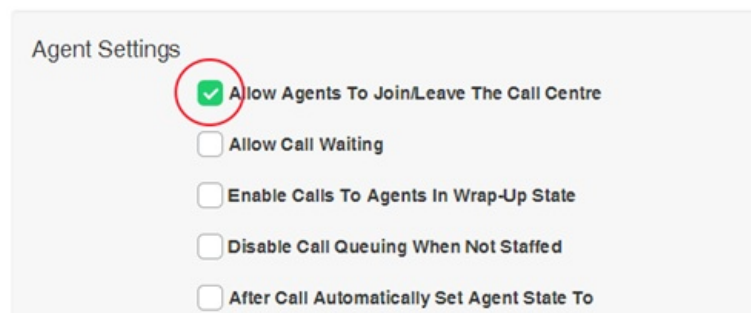 Agent Settings
Allow Agents To Join/Leave The Call Centre
Allow Call Waiting
Enable Calls To Agents In Wrap-Up State
Disable Call Queuing When Not Staffed
After Call Automatically Set Agent State To